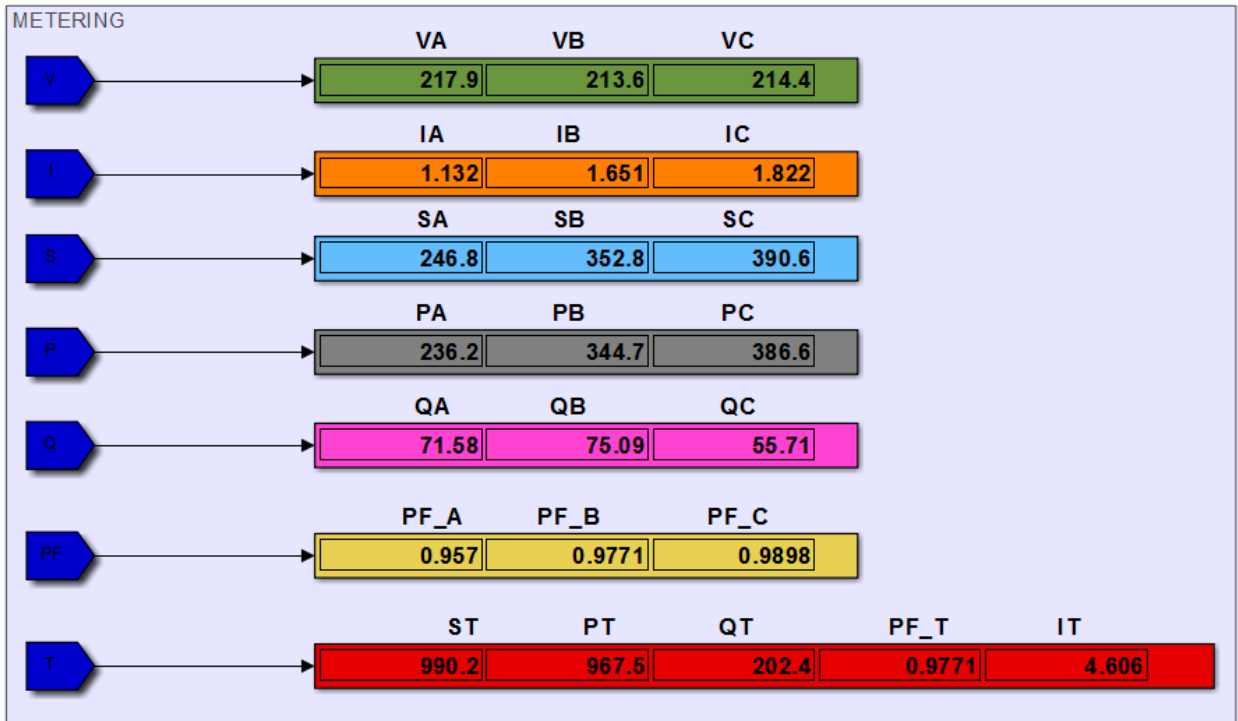 METERING
VA VB VC
V 217.9 213.6 214.4
IA IB IC
I 1.132 1.651 1.822
SA SB SC
S 246.8 352.8 390.6
PA PB PC
P 236.2 344.7 386.6
QA QB QC
Q 71.58 75.09 55.71
PF_A PF_B PF_C
PF 0.957 0.9771 0.9898
ST PT QT PF_T IT
T 990.2 967.5 202.4 0.9771 4.606